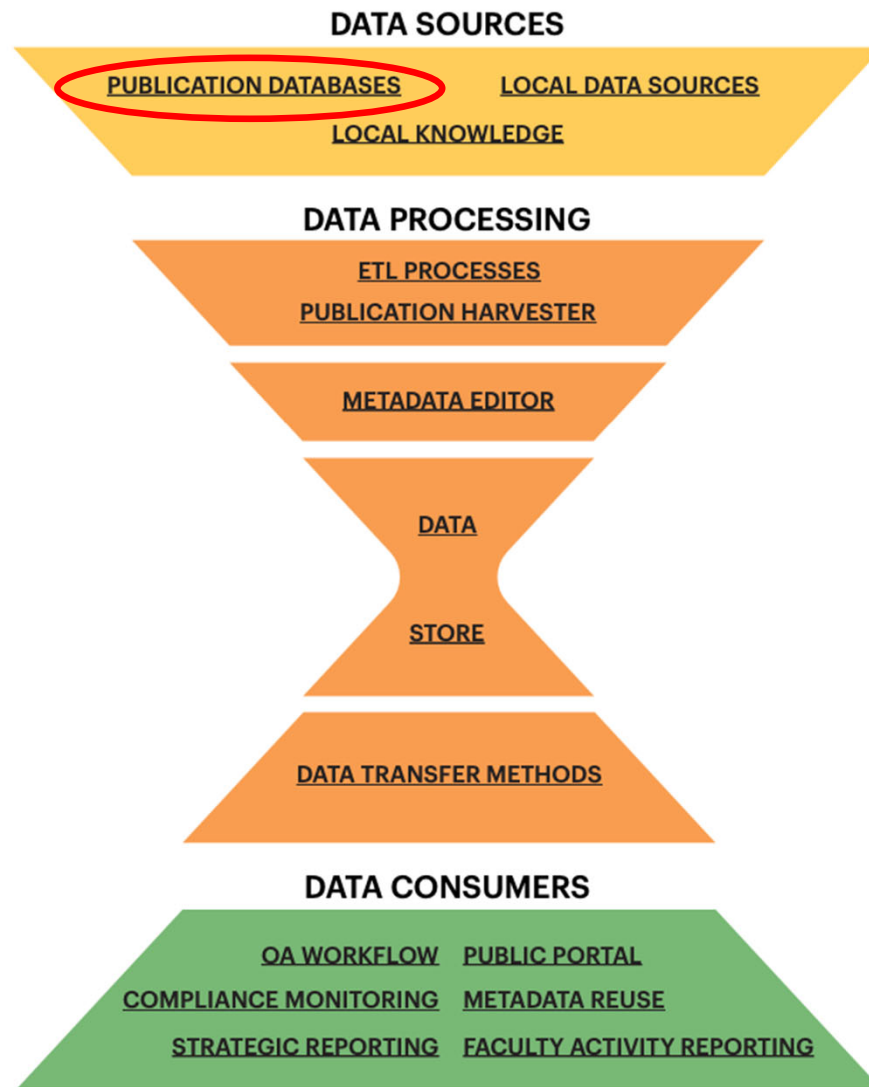 DATA SOURCES
PUBLICATION DATABASES LOCAL DATA SOURCES
LOCAL KNOWLEDGE
DATA PROCESSING
ETL PROCESSES
PUBLICATION HARVESTER
METADATA EDITOR
DATA
STORE
DATA TRANSFER METHODS
DATA CONSUMERS
OA WORKFLOW PUBLIC PORTAL
COMPLIANCE MONITORING METADATA REUSE
STRATEGIC REPORTING FACULTY ACTIVITY REPORTING